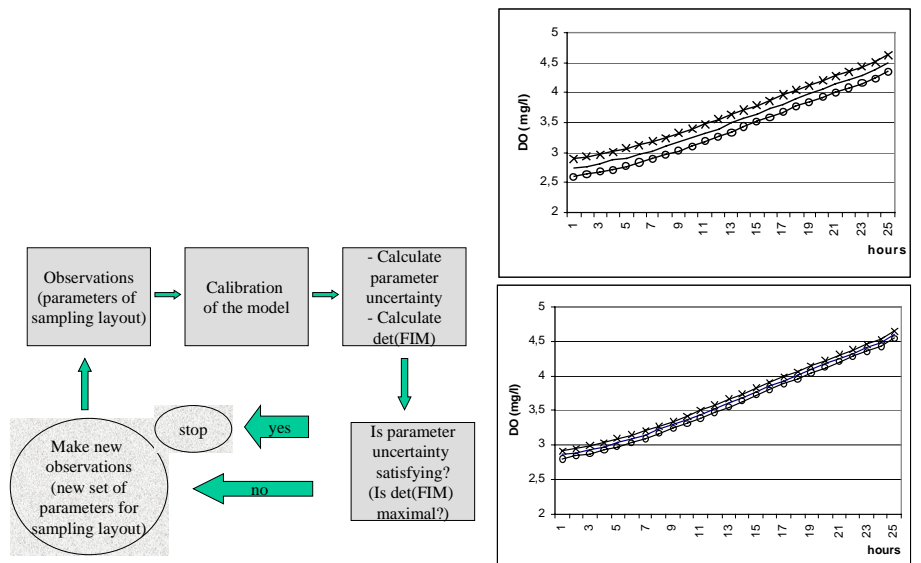 Observations
(parameters of
sampling layout)
Calibration
of the model
- Calculate
parameter
uncertainty
- Calculate
det(FIM)
Is parameter
uncertainty
satisfying?
(Is det(FIM)
maximal?)
yes
stop
no
Make new
observations
(new set of
parameters for
sampling layout)
5
4,5
4
3,5
3
2,5
2
DO (mg/l)
1 3 5 7 9 11 13 15 17 19 21 23 25
hours
5
4,5
4
3,5
3
2,5
2
DO (mg/l)
1 3 5 7 9 11 13 15 17 19 21 23 25
hours